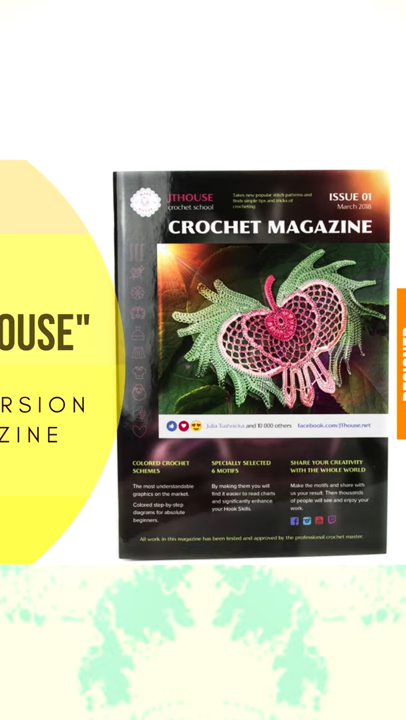 OUSE"
RSION
ZINE
JTHOUSE
crochet school
Takes new popular stitch patterns and
fresh simple tips and tricks of
crocheting.
ISSUE 01
March 2018
CROCHET MAGAZINE
Julia Tushnicka and 10 000 others facebook.com/JThouse.net
COLORED CROCHET
SCHEMES
The most understandable
graphics on the market.
Colored step-by-step
diagrams for absolute
beginners.
SPECIALLY SELECTED
6 MOTIFS
By making them you will
find it easier to read charts
and significantly enhance
your Hook Skills.
SHARE YOUR CREATIVITY
WITH THE WHOLE WORLD
Make the motifs and share with
us your result. Then thousands
of people will see and enjoy your
work.
All work in this magazine has been tested and approved by the professional crochet master.
DESIGNED